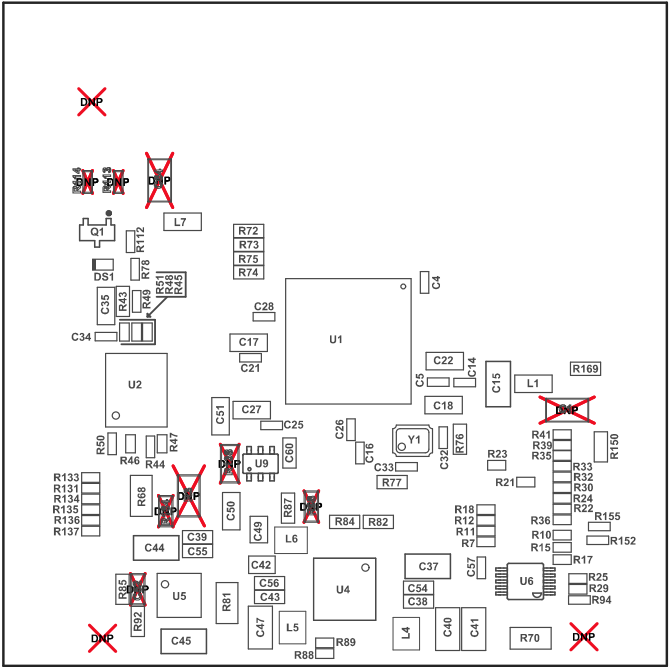 DNP
R414
DNP
R413
DNP
DNP
L7
Q1
R112
R72
R73
R75
R74
R78
DS1
R51
R48
R45
C4
C35
R43
R49
C28
U1
C34
C17
C21
C22
C5
C14
C15
L1
R169
U2
C51
C27
C25
C18
DNP
C26
C16
Y1
C32
R76
R41
R39
R35
R150
R50
R46
R44
R47
DNP
U9
C60
C33
R23
R33
R32
R30
R24
R22
R133
R131
R134
R135
R136
R137
R68
DNP
DNP
C50
R87
DNP
R77
R21
R84
R82
R18
R12
R11
R7
R36
R155
R10
R152
R15
R17
C44
C39
C55
C49
L6
C42
C37
C57
R85
DNP
U5
R81
C56
C43
U4
C54
C38
U6
R25
R29
R94
R92
DNP
C45
C47
L5
R89
R88
L4
C40
C41
R70
DNP